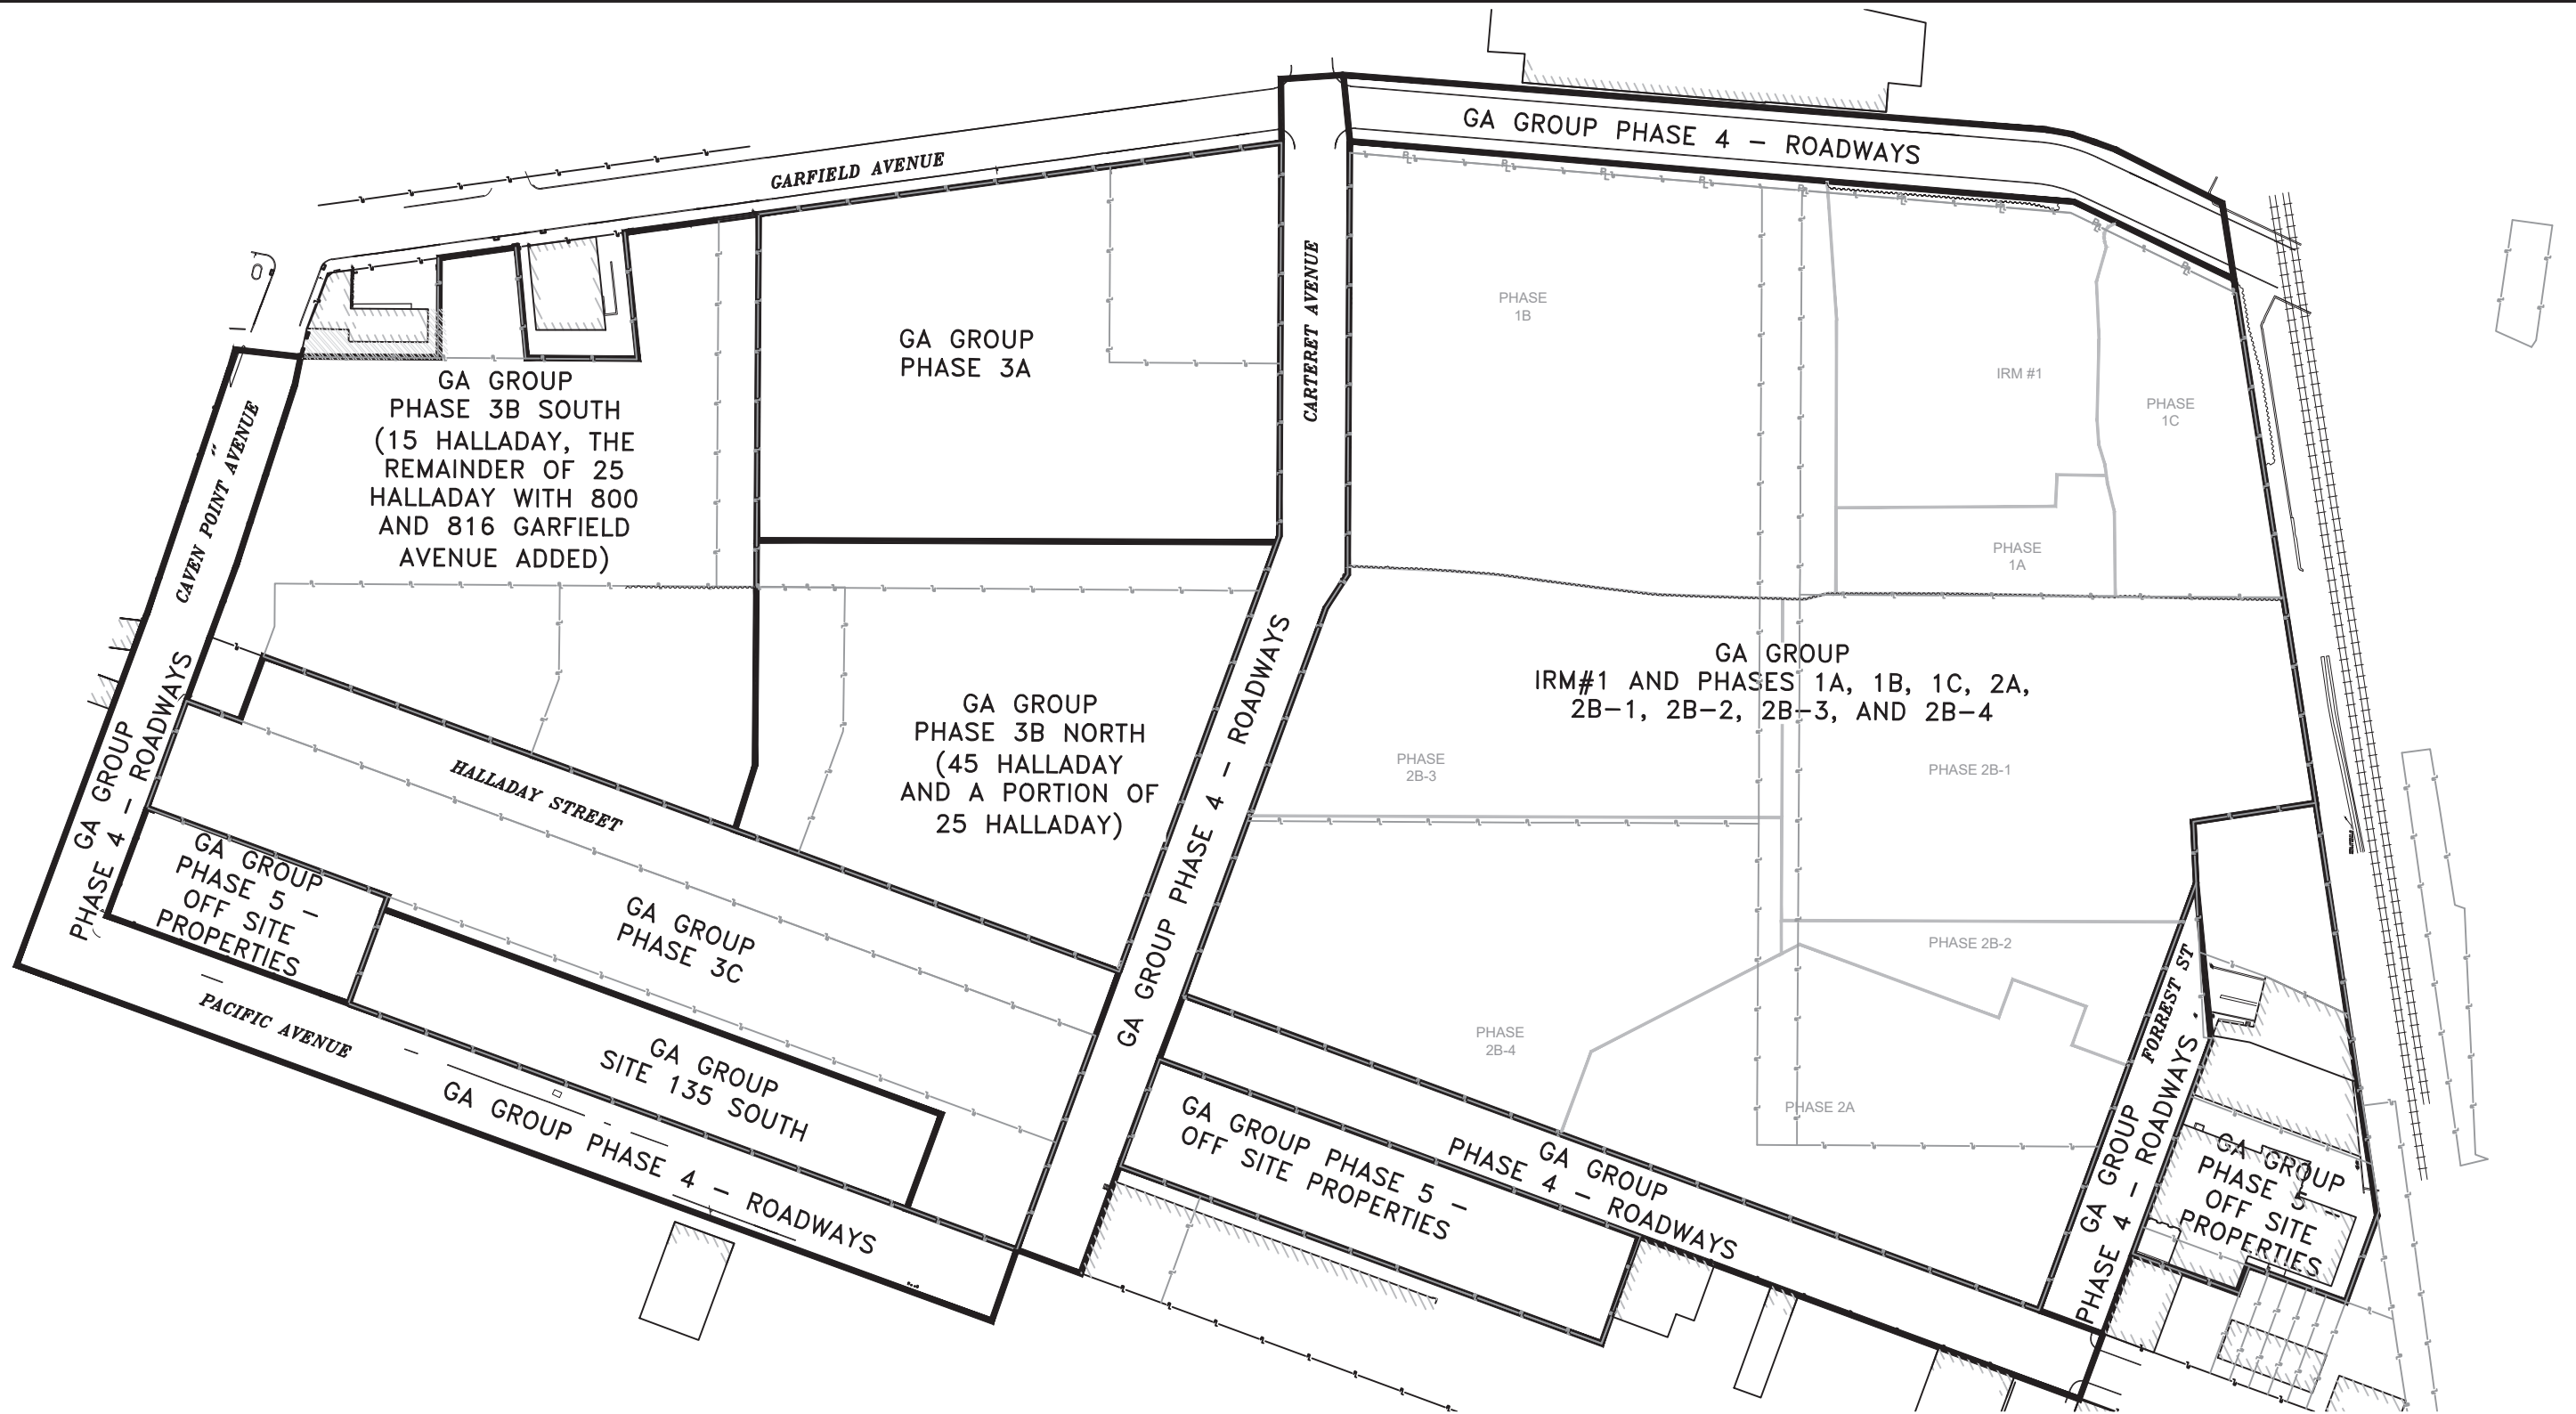 GA GROUP PHASE 4 - ROADWAYS
GARFIELD AVENUE
CARTERET AVENUE
PHASE
1B
GA GROUP
PHASE 3A
IRM #1
PHASE
1C
GA GROUP
PHASE 3B SOUTH
(15 HALLADAY, THE
REMAINDER OF 25
HALLADAY WITH 800
AND 816 GARFIELD
AVENUE ADDED)
CAVEN POINT AVENUE
PHASE
1A
GA GROUP
IRM#1 AND PHASES 1A, 1B, 1C, 2A,
2B-1, 2B-2, 2B-3, AND 2B-4
GA GROUP
PHASE 3B NORTH
(45 HALLADAY
AND A PORTION OF
25 HALLADAY)
GA GROUP PHASE 4 - ROADWAYS
PHASE
2B-3
PHASE 2B-1
GA GROUP
PHASE 4 - ROADWAYS
HALLADAY STREET
GA GROUP
PHASE 5 -
OFF SITE
PROPERTIES
GA GROUP
PHASE 3C
PHASE 2B-2
FORREST ST.
PACIFIC AVENUE
PHASE
2B-4
GA GROUP
SITE 135 SOUTH
PHASE 2A
GA GROUP PHASE 4 - ROADWAYS
GA GROUP PHASE 5 -
OFF SITE PROPERTIES
GA GROUP
PHASE 4 - ROADWAYS
GA GROUP
PHASE 4 - ROADWAYS
GA GROUP
PHASE 5 -
OFF SITE
PROPERTIES